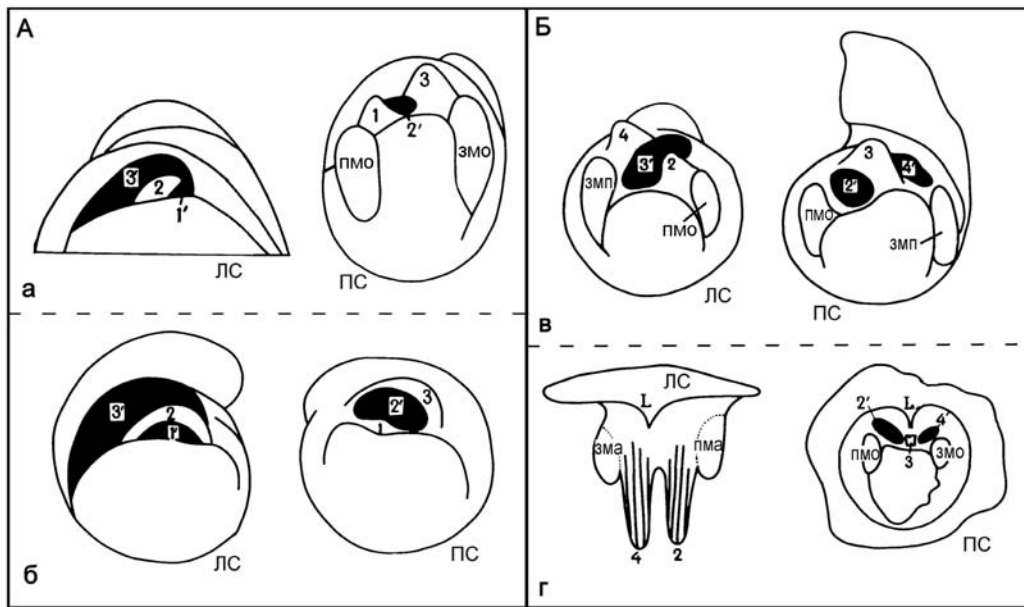 А
3'
2
1'
ЛС
а
3
1
2'
пмо
змо
ПС
3'
2
1'
ЛС
б
2'
3
1
ПС
Б
4
3'
2
змп
пмо
ЛС
в
3
2'
4'
пмо
змп
ПС
ЛС
L
зма
пма
4
2
г
2'
L
4'
пмо
змо
3
ПС